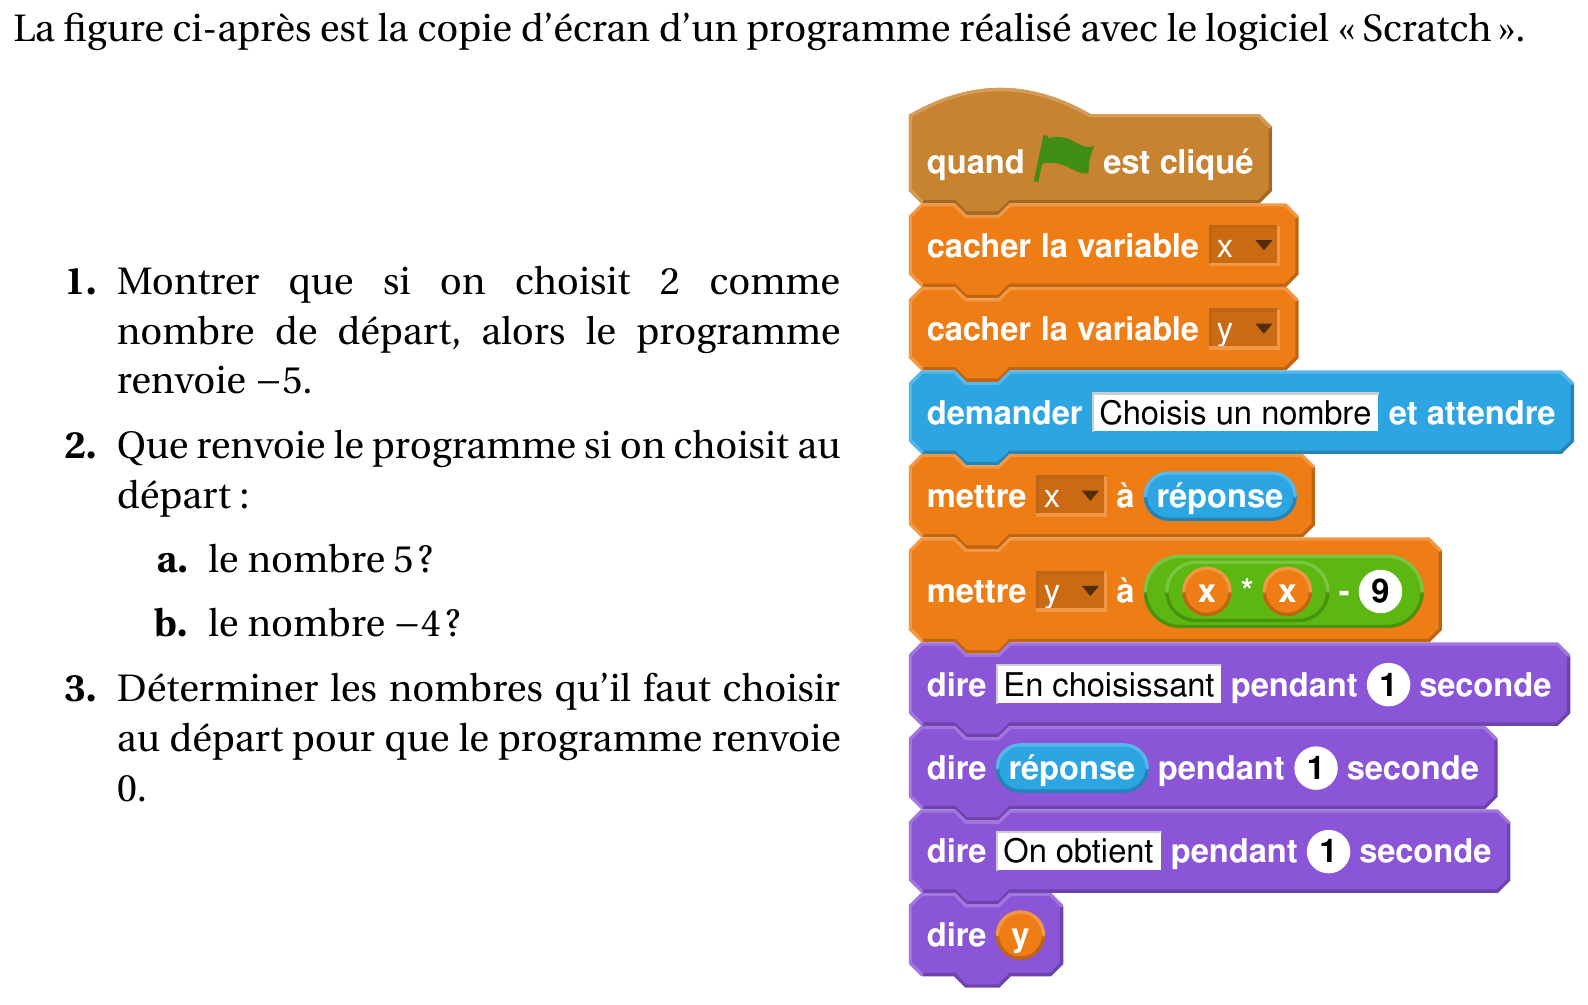 La figure ci-après est la copie d’écran d’un programme réalisé avec le logiciel « Scratch ».
1. Montrer que si on choisit 2 comme
nombre de départ, alors le programme
renvoie −5.
2. Que renvoie le programme si on choisit au
départ :
a. le nombre 5 ?
b. le nombre −4 ?
3. Déterminer les nombres qu’il faut choisir
au départ pour que le programme renvoie
0.
quand est cliqué
cacher la variable x
cacher la variable y
demander Choisis un nombre et attendre
mettre x à réponse
mettre y à x * x - 9
dire En choisissant pendant 1 seconde
dire réponse pendant 1 seconde
dire On obtient pendant 1 seconde
dire y